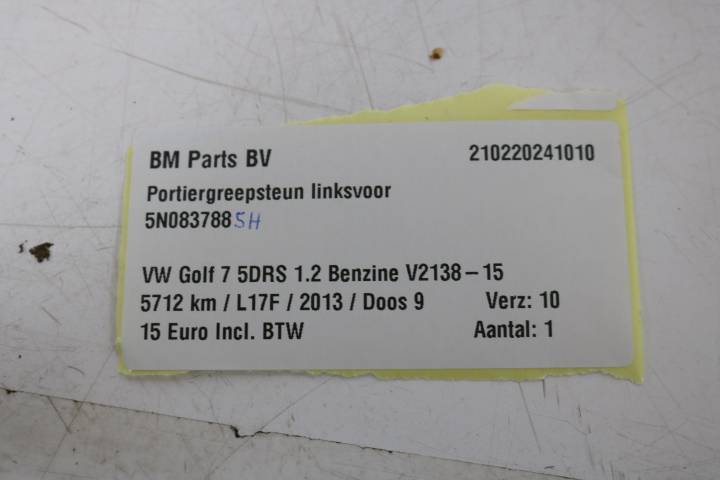 BM Parts BV 210220241010
Portiergreepsteun linksvoor
5N0837885H
VW Golf 7 5DRS 1.2 Benzine V2138-15
5712 km / L17F / 2013 / Doos 9 Verz: 10
15 Euro Incl. BTW Aantal: 1